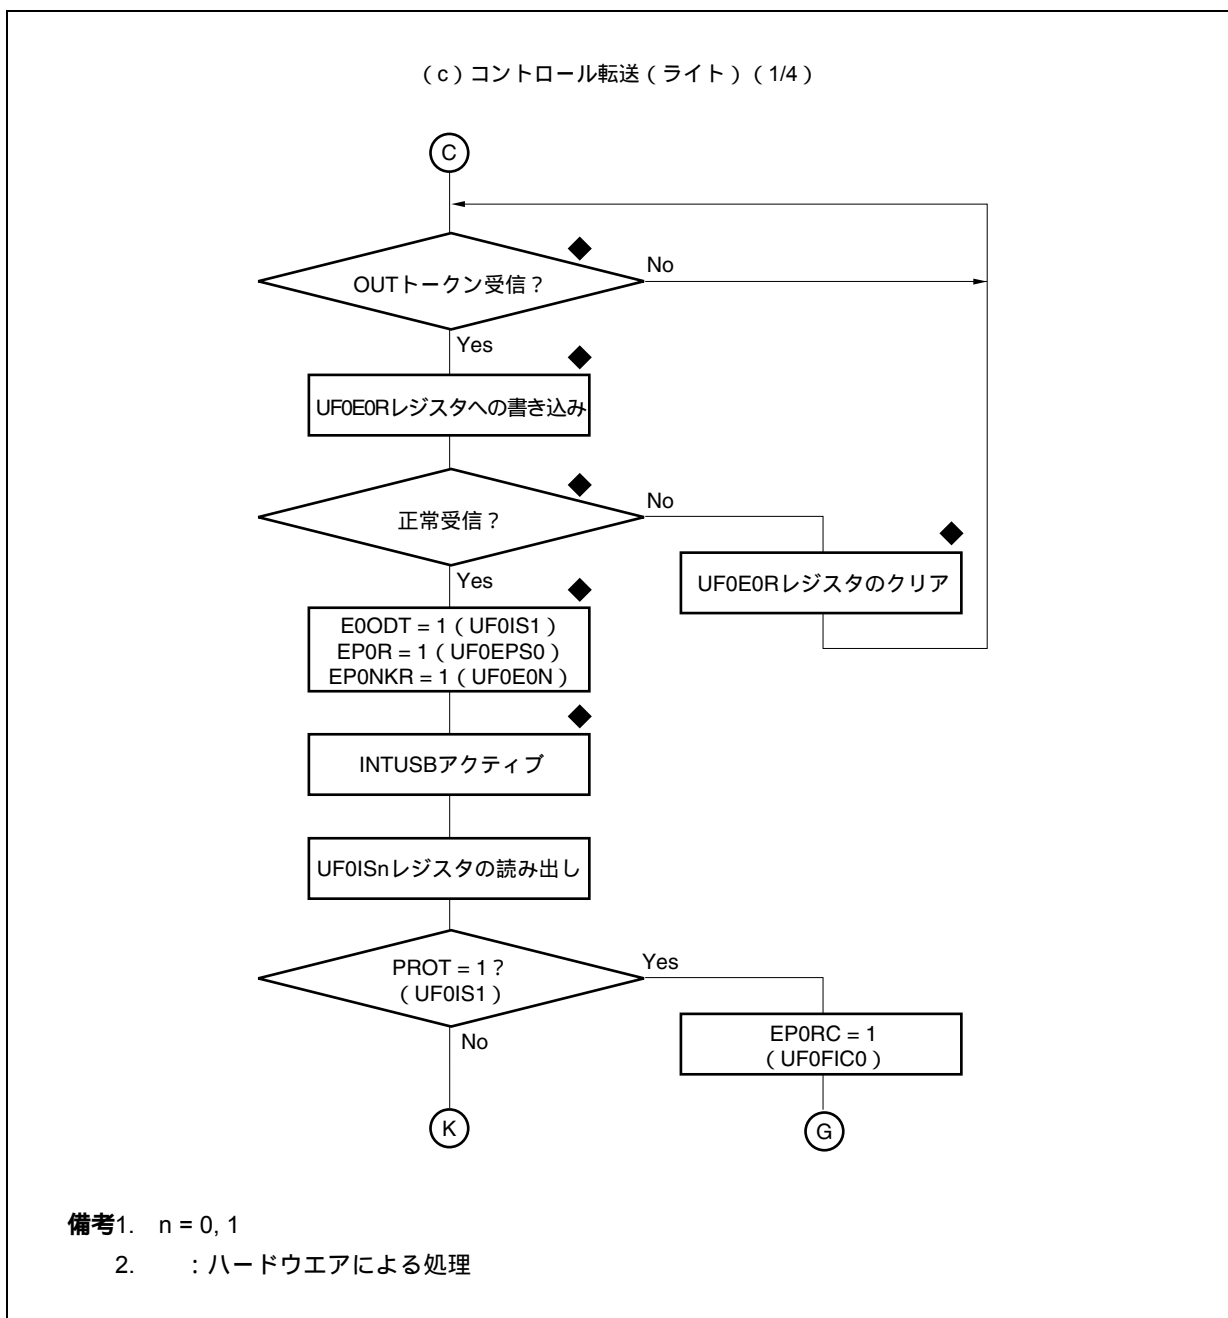 （c）コントロール転送（ライト）（1/4）
C
OUTトークン受信？
No
Yes
UF0E0Rレジスタへの書き込み
正常受信？
No
Yes
UF0E0Rレジスタのクリア
E0ODT = 1（UF0IS1）
EP0R = 1（UF0EPS0）
EP0NKR = 1（UF0E0N）
INTUSBアクティブ
UF0ISnレジスタの読み出し
PROT = 1？
（UF0IS1）
Yes
No
EP0RC = 1
（UF0FIC0）
K
G
備考1. n = 0, 1
2. ：ハードウエアによる処理